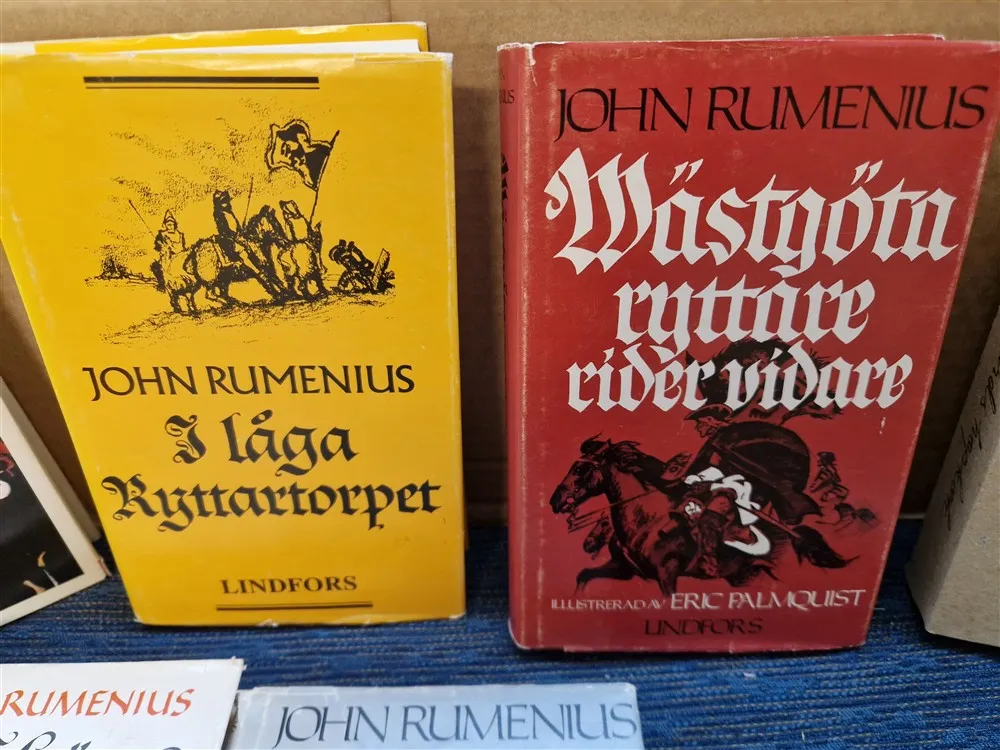 JOHN RUMENIUS
I låga
Ryttartorpet
LINDFORS
JOHN RUMENIUS
Wästgöta
ryttare
rider vidare
ILLUSTRERAD AV ERIC PALMQUIST
LINDFORS
RUMENIUS
JOHN RUMENIUS